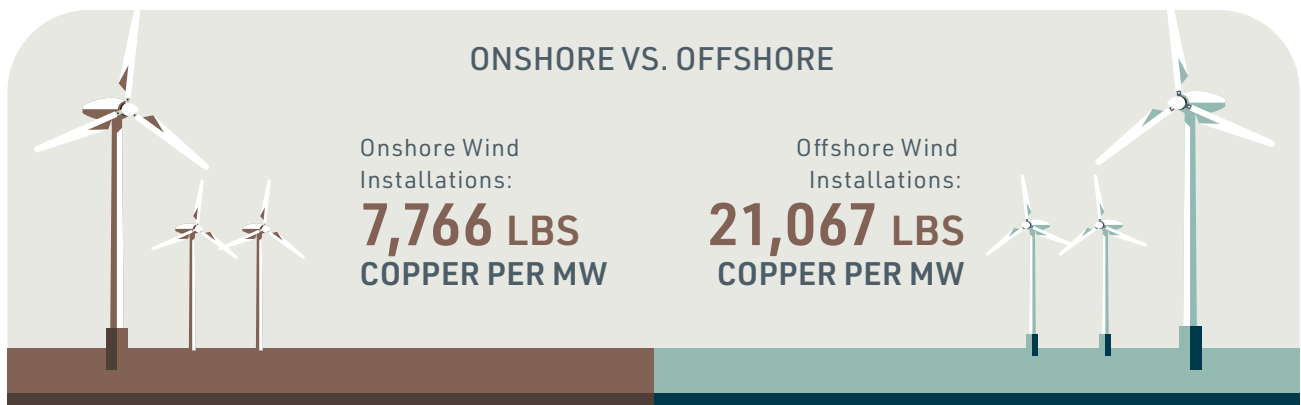 ONSHORE VS. OFFSHORE
Onshore Wind
Installations:
7,766 LBS
COPPER PER MW
Offshore Wind
Installations:
21,067 LBS
COPPER PER MW